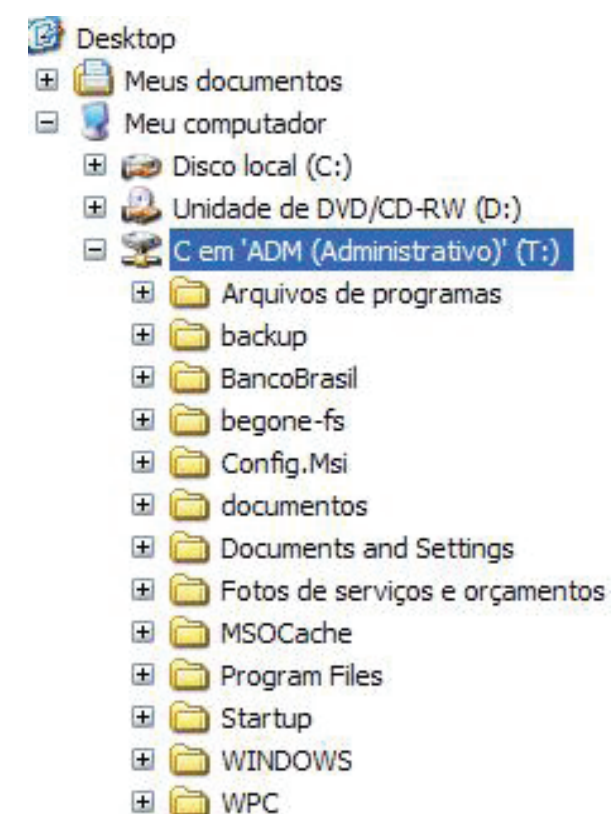 Desktop
Meus documentos
Meu computador
Disco local (C:)
Unidade de DVD/CD-RW (D:)
C em 'ADM (Administrativo)' (T:)
Arquivos de programas
backup
BancoBrasil
begone-fs
Config.Msi
documentos
Documents and Settings
Fotos de serviços e orçamentos
MSOCache
Program Files
Startup
WINDOWS
WPC